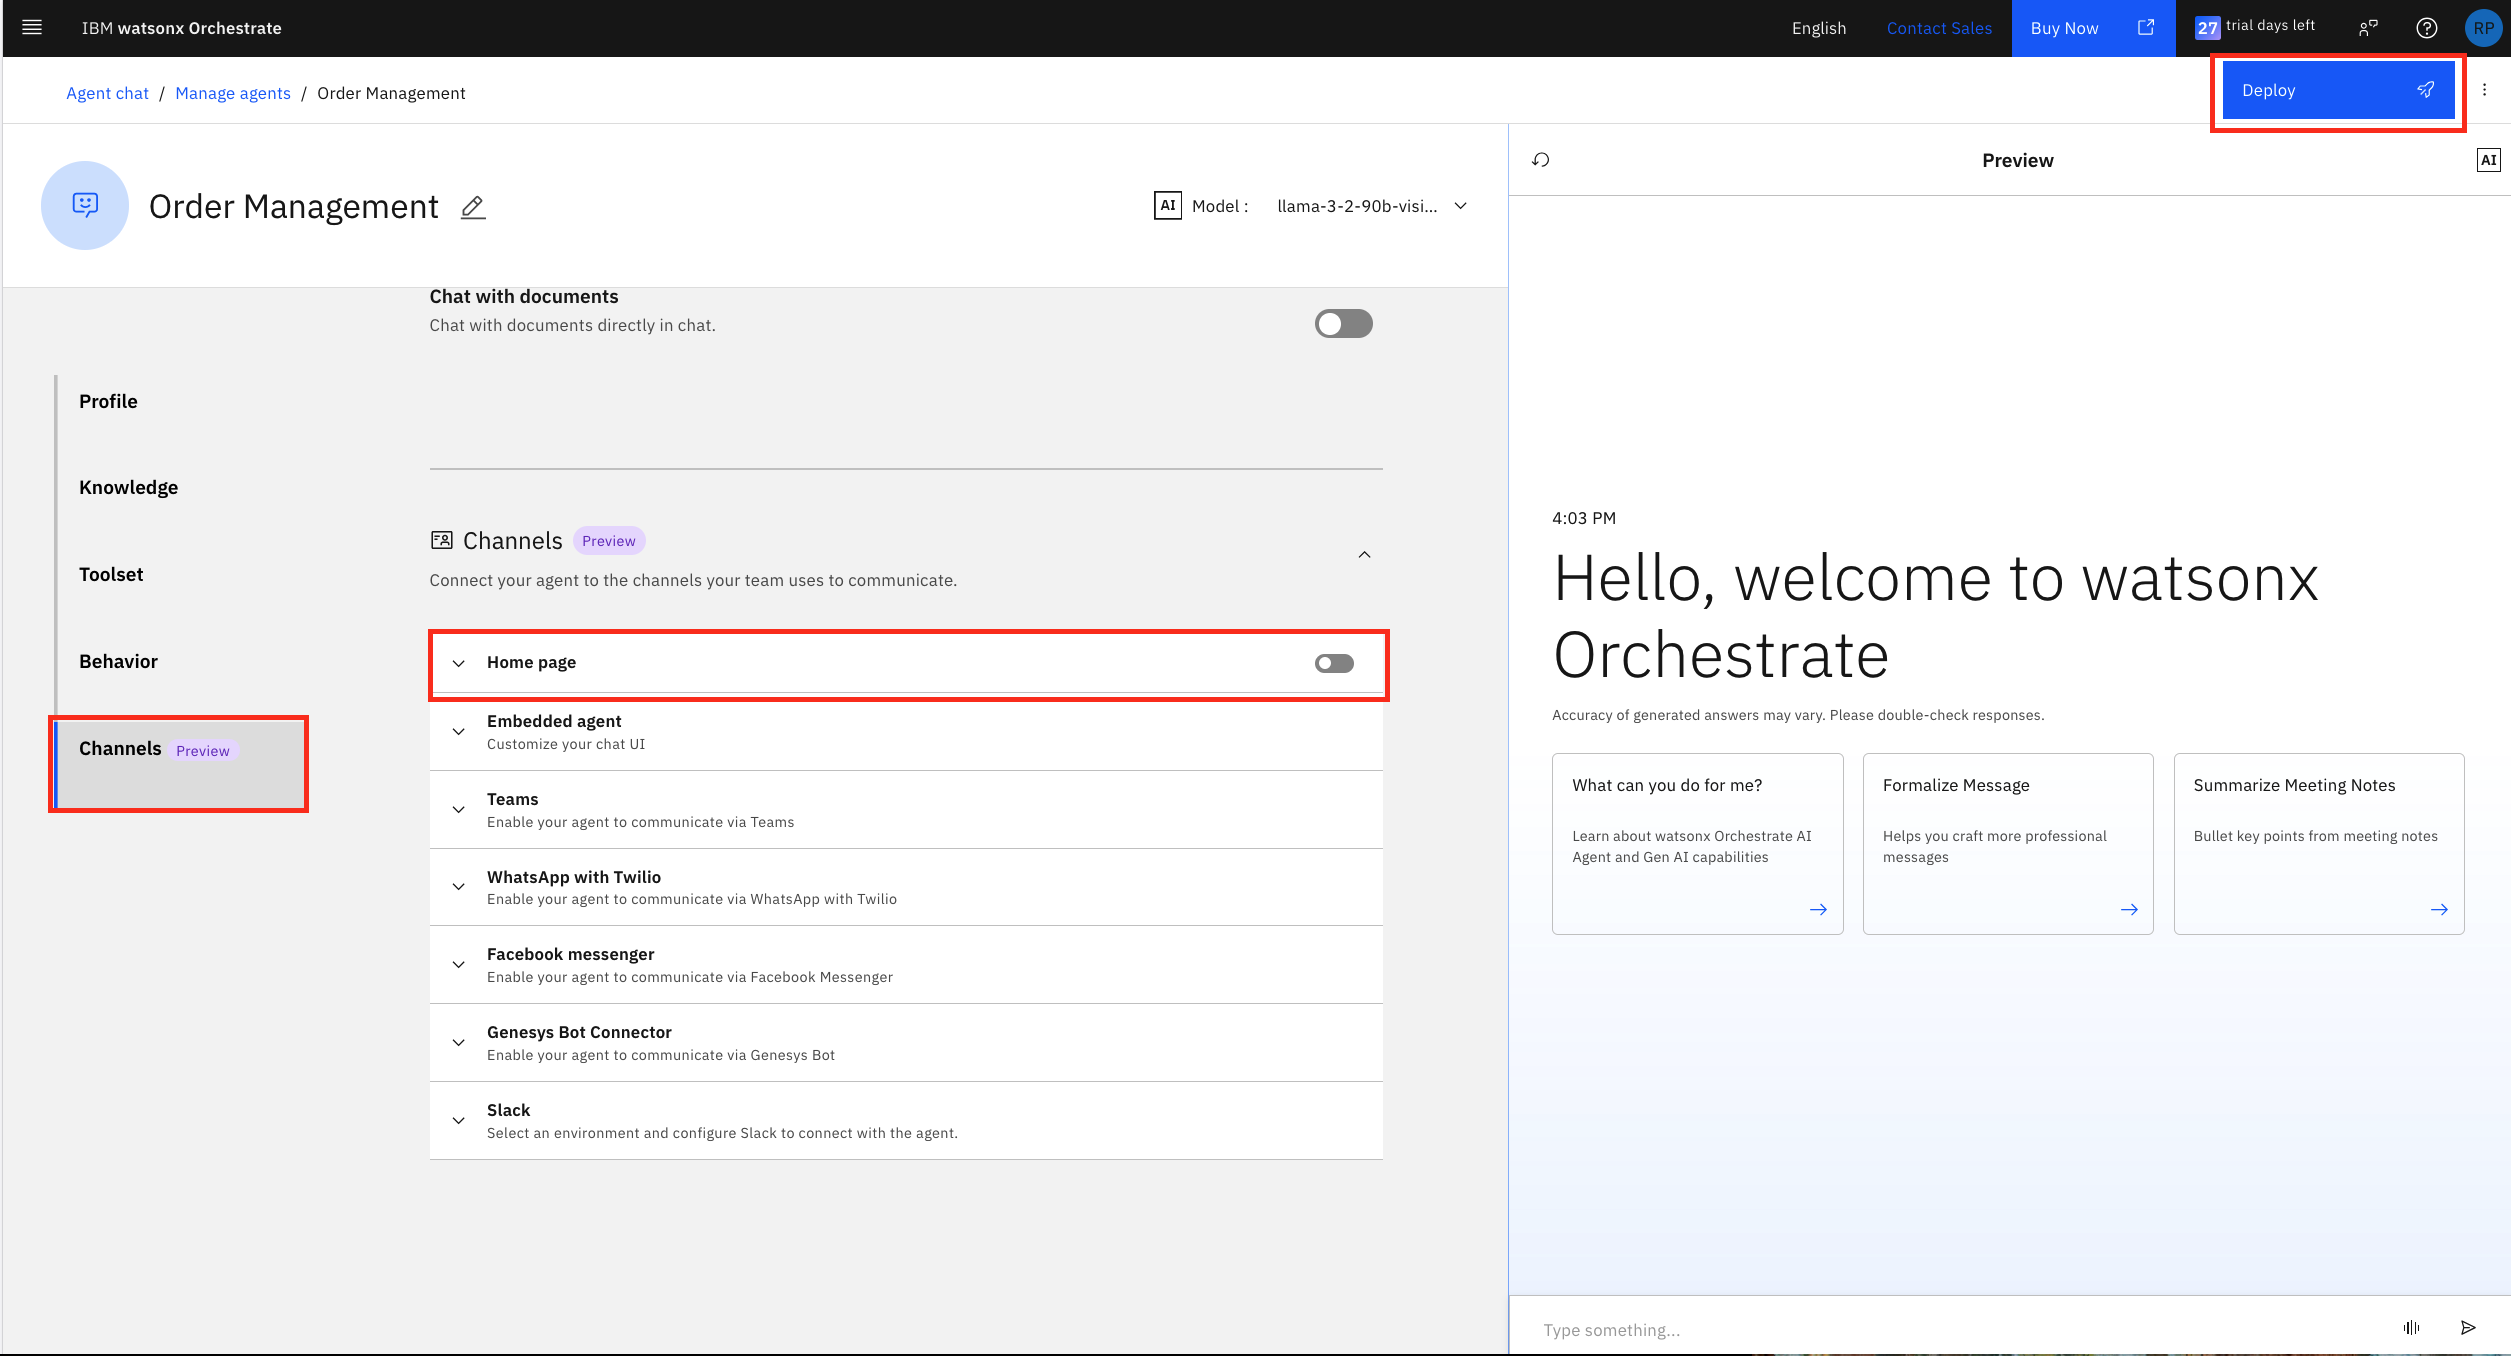 IBM watsonx Orchestrate
English
Contact Sales
Buy Now
27 trial days left
RP
Agent chat / Manage agents / Order Management
Deploy
Order Management
AI Model :
llama-3-2-90b-visi...
Preview
AI
Chat with documents
Chat with documents directly in chat.
Profile
Knowledge
Toolset
Behavior
Channels Preview
Channels Preview
Connect your agent to the channels your team uses to communicate.
Home page
Embedded agent
Customize your chat UI
Teams
Enable your agent to communicate via Teams
WhatsApp with Twilio
Enable your agent to communicate via WhatsApp with Twilio
Facebook messenger
Enable your agent to communicate via Facebook Messenger
Genesys Bot Connector
Enable your agent to communicate via Genesys Bot
Slack
Select an environment and configure Slack to connect with the agent.
4:03 PM
Hello, welcome to watsonx
Orchestrate
Accuracy of generated answers may vary. Please double-check responses.
What can you do for me?
Learn about watsonx Orchestrate AI
Agent and Gen AI capabilities
Formalize Message
Helps you craft more professional
messages
Summarize Meeting Notes
Bullet key points from meeting notes
Type something...